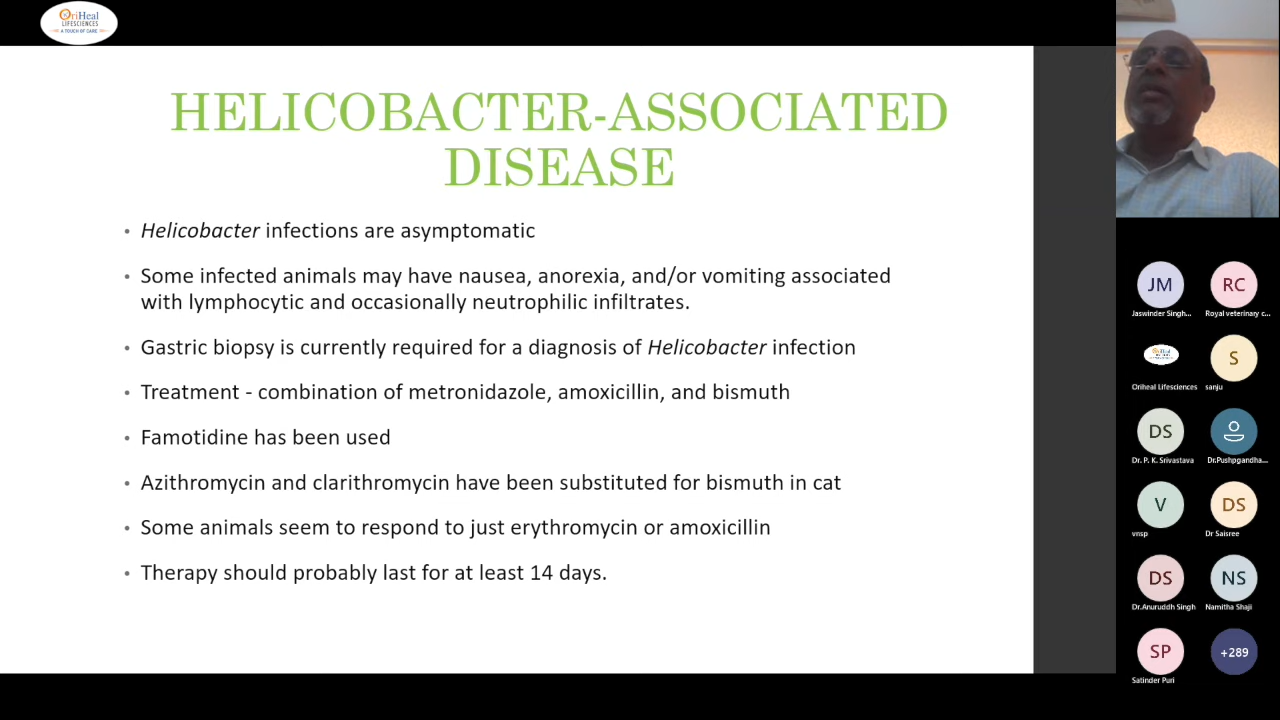 OriHeal
LIFESCIENCES
A TOUCH OF CARE
HELICOBACTER-ASSOCIATED
DISEASE
• Helicobacter infections are asymptomatic
• Some infected animals may have nausea, anorexia, and/or vomiting associated
with lymphocytic and occasionally neutrophilic infiltrates.
• Gastric biopsy is currently required for a diagnosis of Helicobacter infection
• Treatment - combination of metronidazole, amoxicillin, and bismuth
• Famotidine has been used
• Azithromycin and clarithromycin have been substituted for bismuth in cat
• Some animals seem to respond to just erythromycin or amoxicillin
• Therapy should probably last for at least 14 days.
JM
Jaswinder Singh...
RC
Royal veterinary c...
Oriheal Lifesciences
S
sanju
DS
Dr. P. K. Srivastava
Dr.Pushpgandha...
V
vnsp
DS
Dr Saisree
DS
Dr.Anuruddh Singh
NS
Namitha Shaji
SP
Satinder Puri
+289